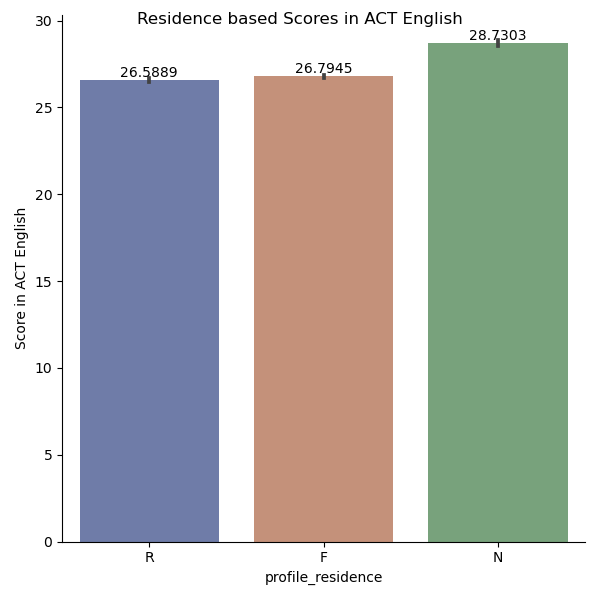 Residence based Scores in ACT English
30
25
20
15
10
5
0
Score in ACT English
26.5889
26.7945
28.7303
R
F
N
profile_residence